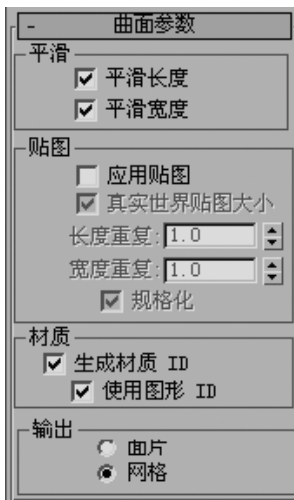 - 曲面参数
平滑
平滑长度
平滑宽度
贴图
应用贴图
真实世界贴图大小
长度重复:1.0
宽度重复:1.0
规格化
材质
生成材质 ID
使用图形 ID
输出
面片
网格